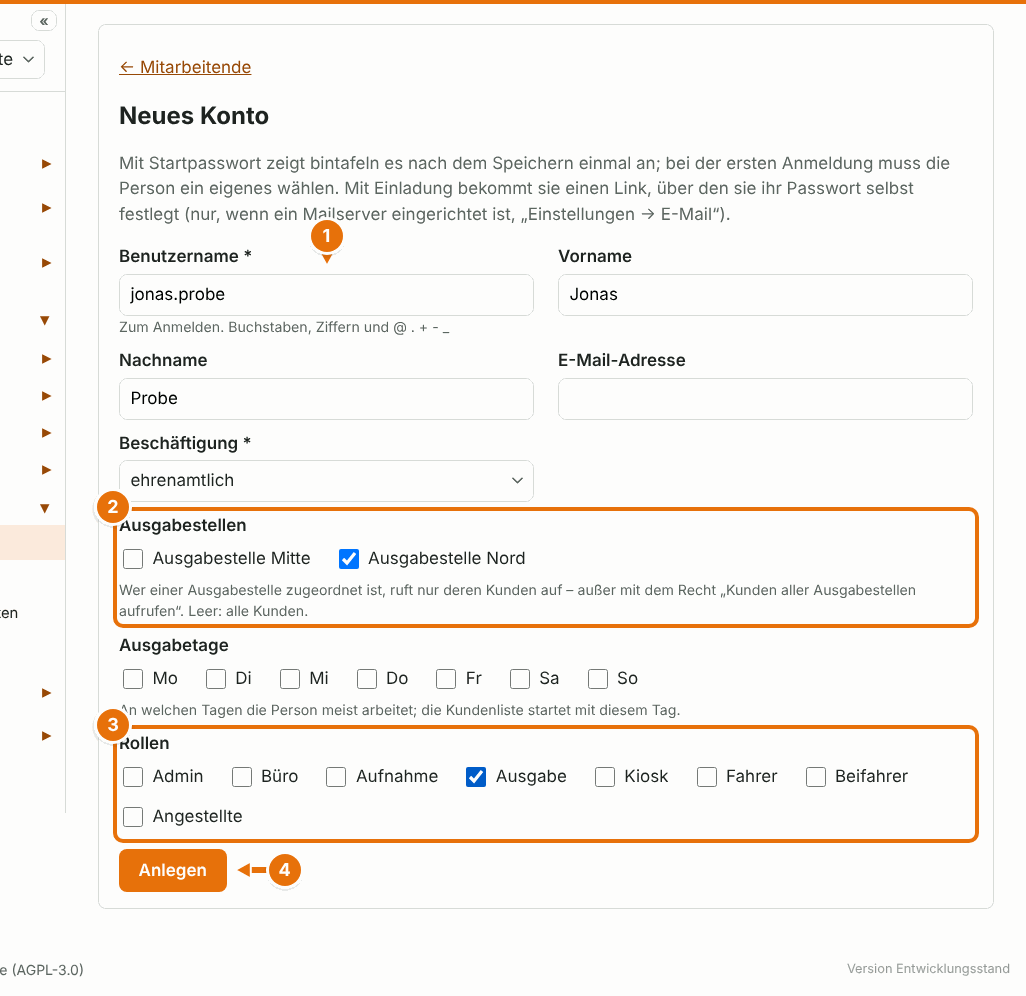 «
te
← Mitarbeitende
Neues Konto
Mit Startpasswort zeigt bintafeln es nach dem Speichern einmal an; bei der ersten Anmeldung muss die
Person ein eigenes wählen. Mit Einladung bekommt sie einen Link, über den sie ihr Passwort selbst
festlegt (nur, wenn ein Mailserver eingerichtet ist, „Einstellungen → E-Mail“).
1
Benutzername * Vorname
jonas.probe Jonas
Zum Anmelden. Buchstaben, Ziffern und @ . + - _
Nachname E-Mail-Adresse
Probe
Beschäftigung *
ehrenamtlich
2
Ausgabestellen
Ausgabestelle Mitte Ausgabestelle Nord
Wer einer Ausgabestelle zugeordnet ist, ruft nur deren Kunden auf – außer mit dem Recht „Kunden aller Ausgabestellen
aufrufen“. Leer: alle Kunden.
ten
Ausgabetage
Mo Di Mi Do Fr Sa So
An welchen Tagen die Person meist arbeitet; die Kundenliste startet mit diesem Tag.
3
Rollen
Admin Büro Aufnahme Ausgabe Kiosk Fahrer Beifahrer
Angestellte
Anlegen 4
e (AGPL-3.0) Version Entwicklungsstand